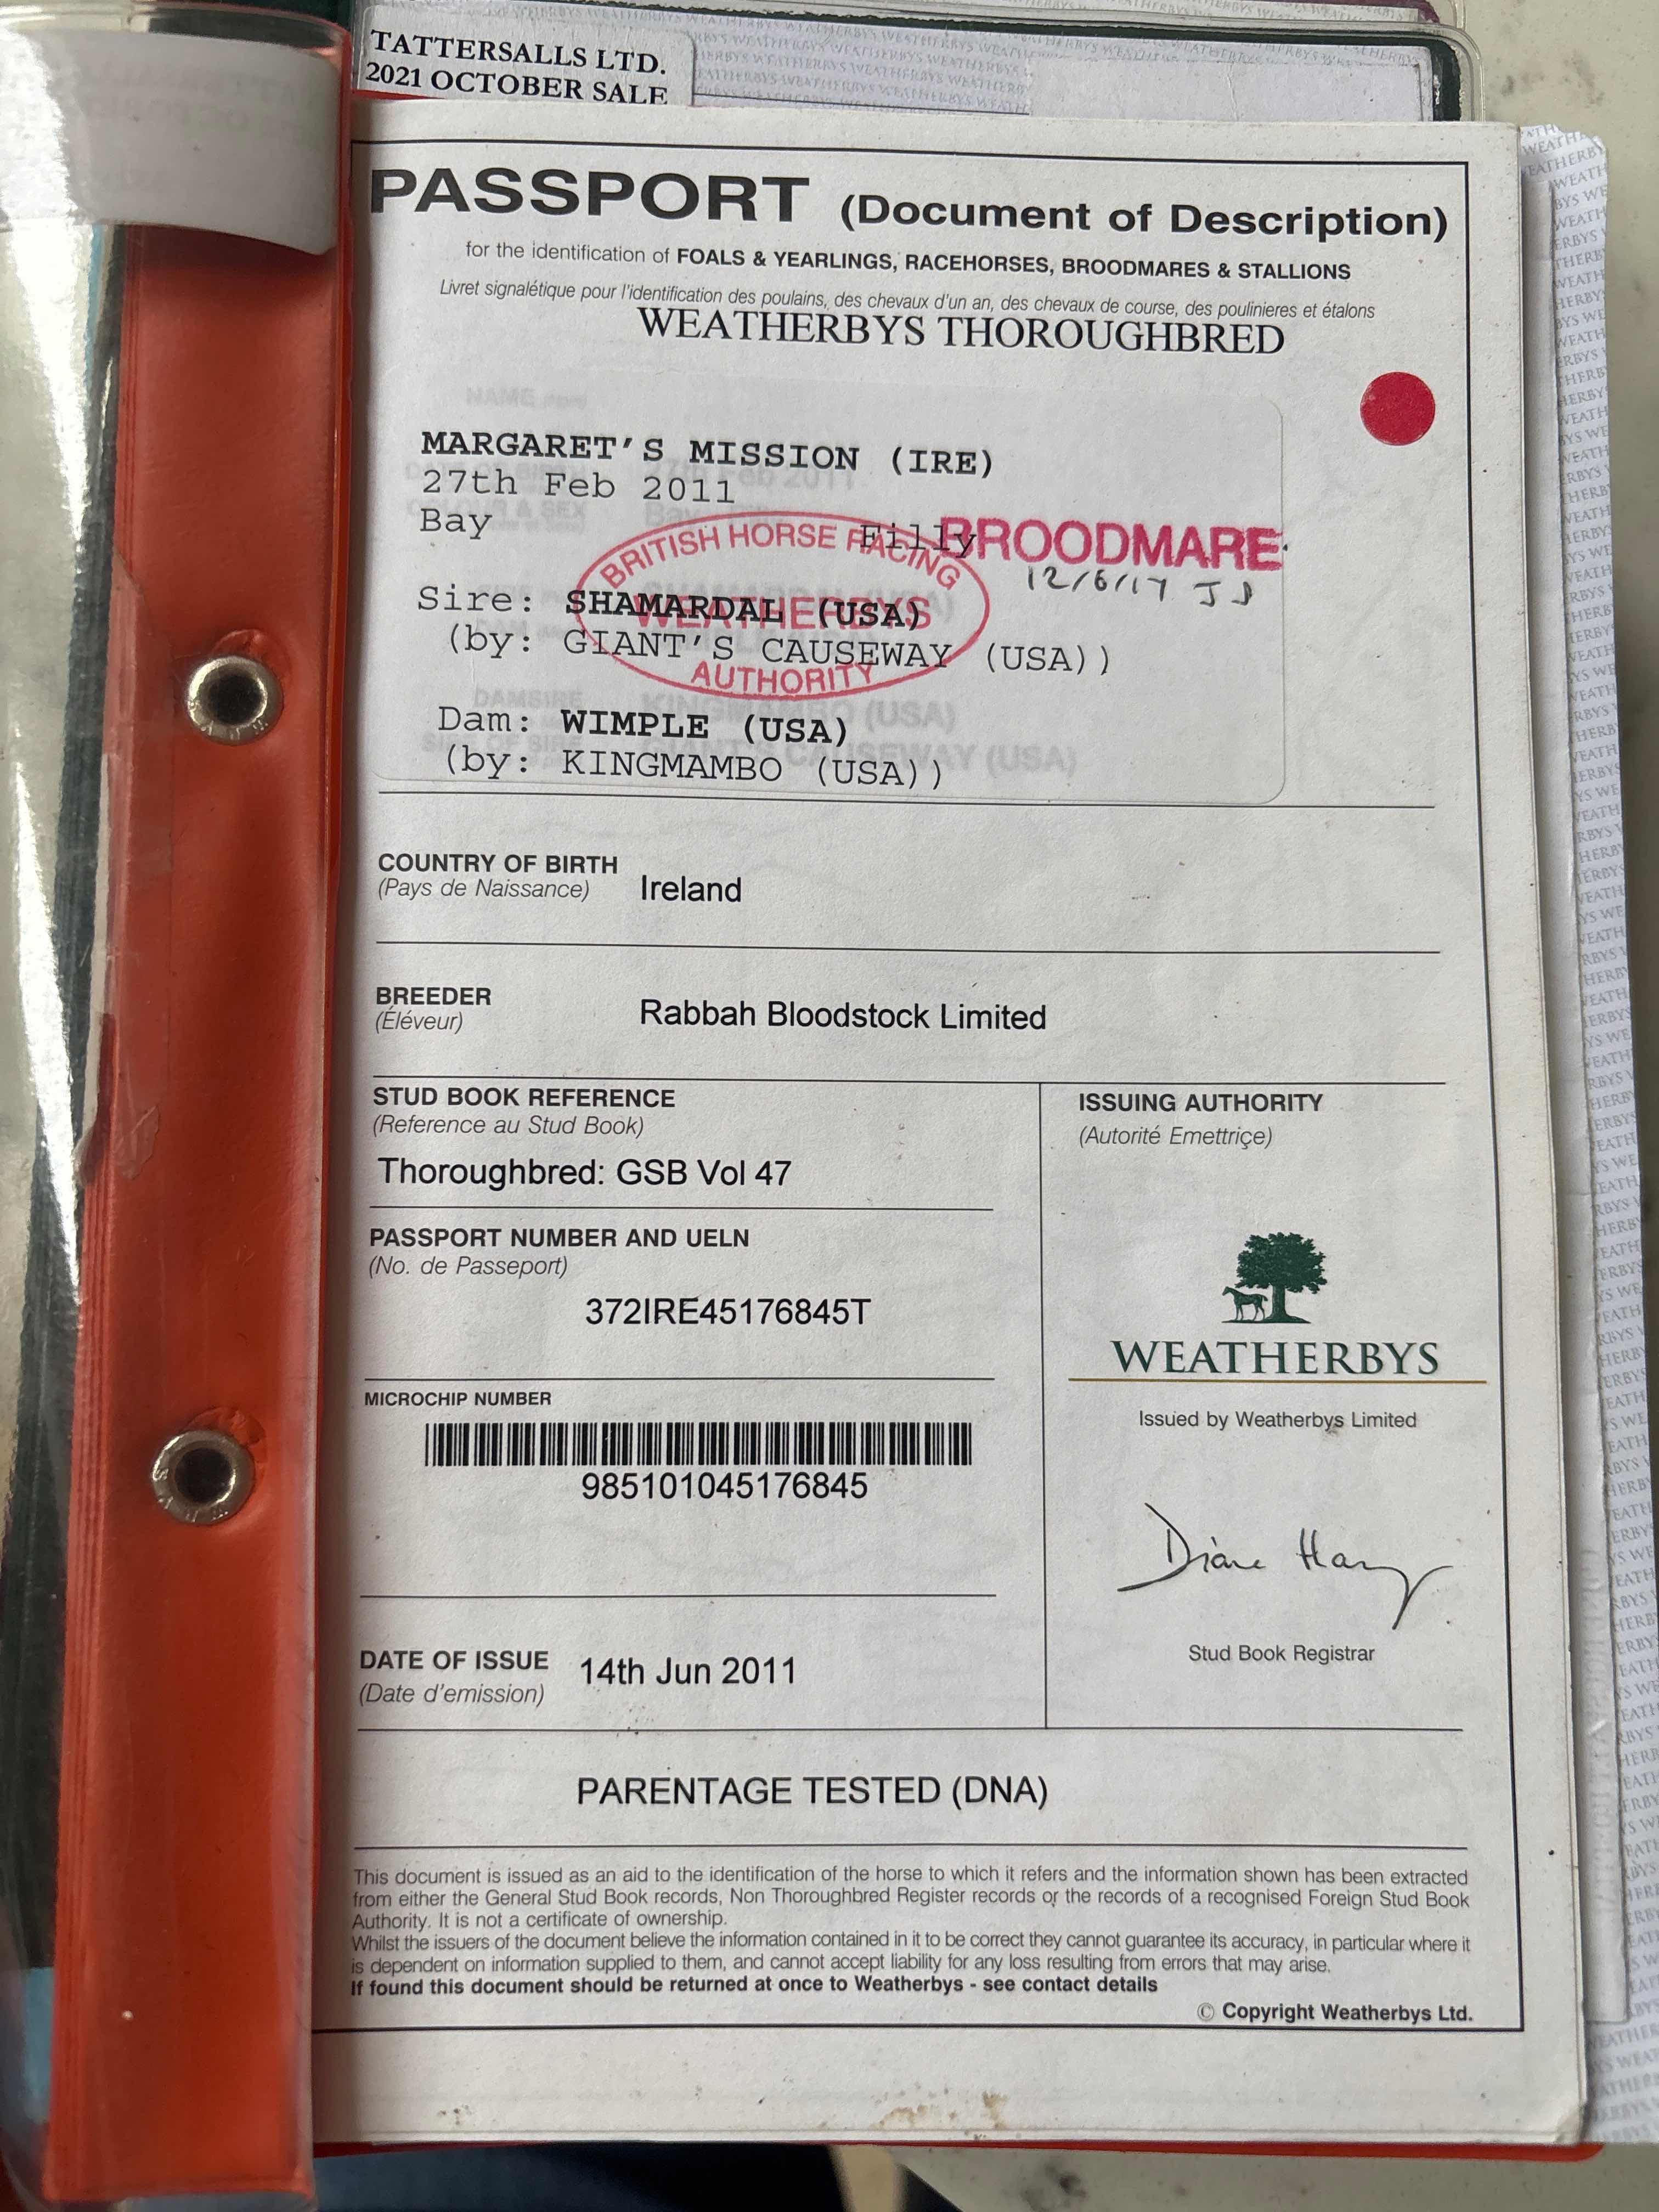 TATTERSALLS LTD.
2021 OCTOBER SALE
PASSPORT (Document of Description)
for the identification of FOALS & YEARLINGS, RACEHORSES, BROODMARES & STALLIONS
Livret signalétique pour l'identification des poulains, des chevaux d'un an, des chevaux de course, des poulinieres et étalons
WEATHERBYS THOROUGHBRED
MARGARET'S MISSION (IRE)
27th Feb 2011
Bay Filly BROODMARE
12/6/17 JJ
BRITISH HORSE RACING
WEATHERBYS
AUTHORITY
Sire: SHAMARDAL (USA)
(by: GIANT'S CAUSEWAY (USA))
Dam: WIMPLE (USA)
(by: KINGMAMBO (USA))
COUNTRY OF BIRTH
(Pays de Naissance)
Ireland
BREEDER
(Éléveur)
Rabbah Bloodstock Limited
STUD BOOK REFERENCE
(Reference au Stud Book)
Thoroughbred: GSB Vol 47
PASSPORT NUMBER AND UELN
(No. de Passeport)
372IRE45176845T
MICROCHIP NUMBER
985101045176845
DATE OF ISSUE
(Date d'emission)
14th Jun 2011
ISSUING AUTHORITY
(Autorité Emettriçe)
WEATHERBYS
Issued by Weatherbys Limited
Diane Han
Stud Book Registrar
PARENTAGE TESTED (DNA)
This document is issued as an aid to the identification of the horse to which it refers and the information shown has been extracted
from either the General Stud Book records, Non Thoroughbred Register records or the records of a recognised Foreign Stud Book
Authority. It is not a certificate of ownership.
Whilst the issuers of the document believe the information contained in it to be correct they cannot guarantee its accuracy, in particular where it
is dependent on information supplied to them, and cannot accept liability for any loss resulting from errors that may arise.
If found this document should be returned at once to Weatherbys - see contact details
© Copyright Weatherbys Ltd.